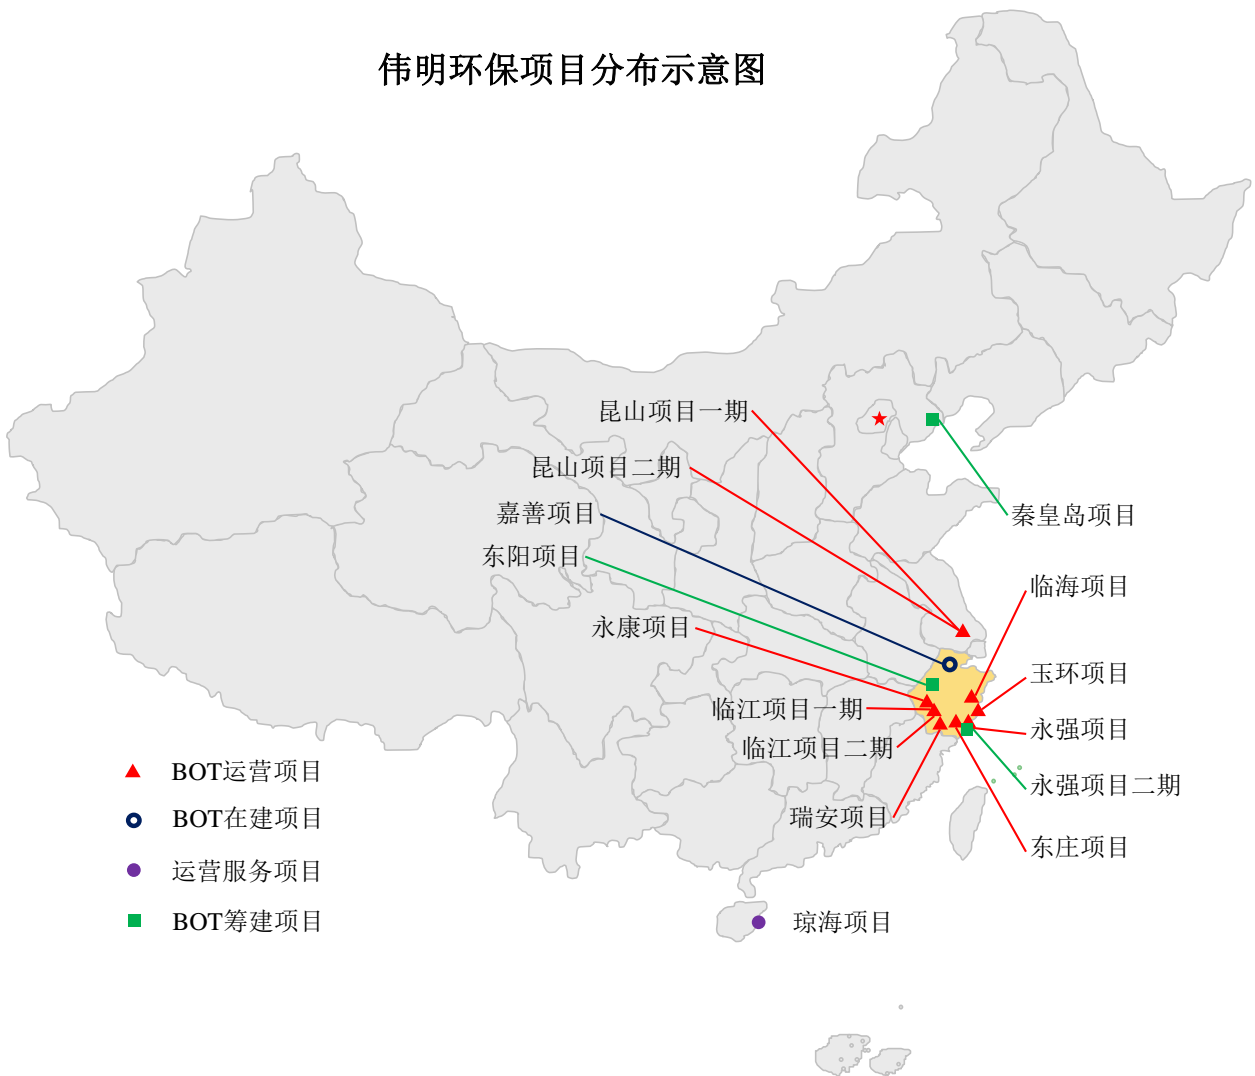 伟明环保项目分布示意图
昆山项目一期
昆山项目二期
嘉善项目
秦皇岛项目
东阳项目
临海项目
永康项目
玉环项目
临江项目一期
永强项目
临江项目二期
BOT运营项目
永强项目二期
BOT在建项目
瑞安项目
东庄项目
运营服务项目
BOT筹建项目
琼海项目